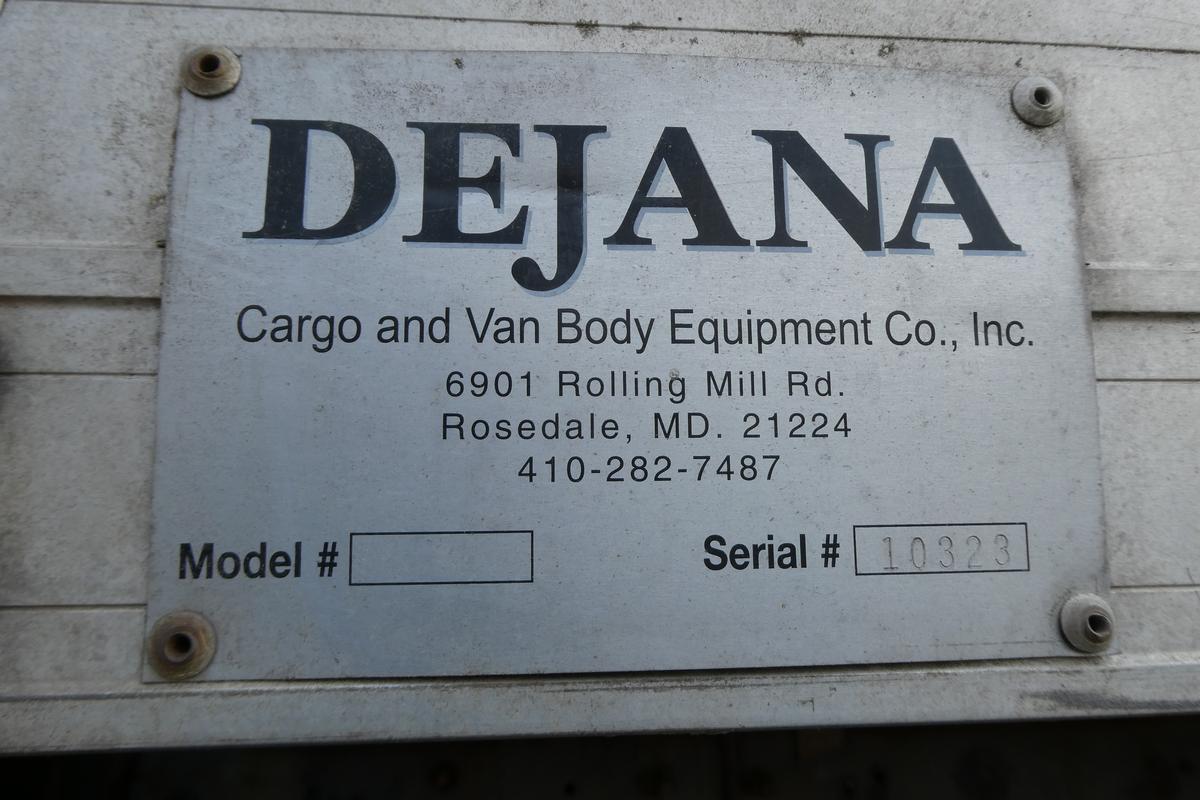 DEJANA
Cargo and Van Body Equipment Co., Inc.
6901 Rolling Mill Rd.
Rosedale, MD. 21224
410-282-7487
Model # Serial # 10323